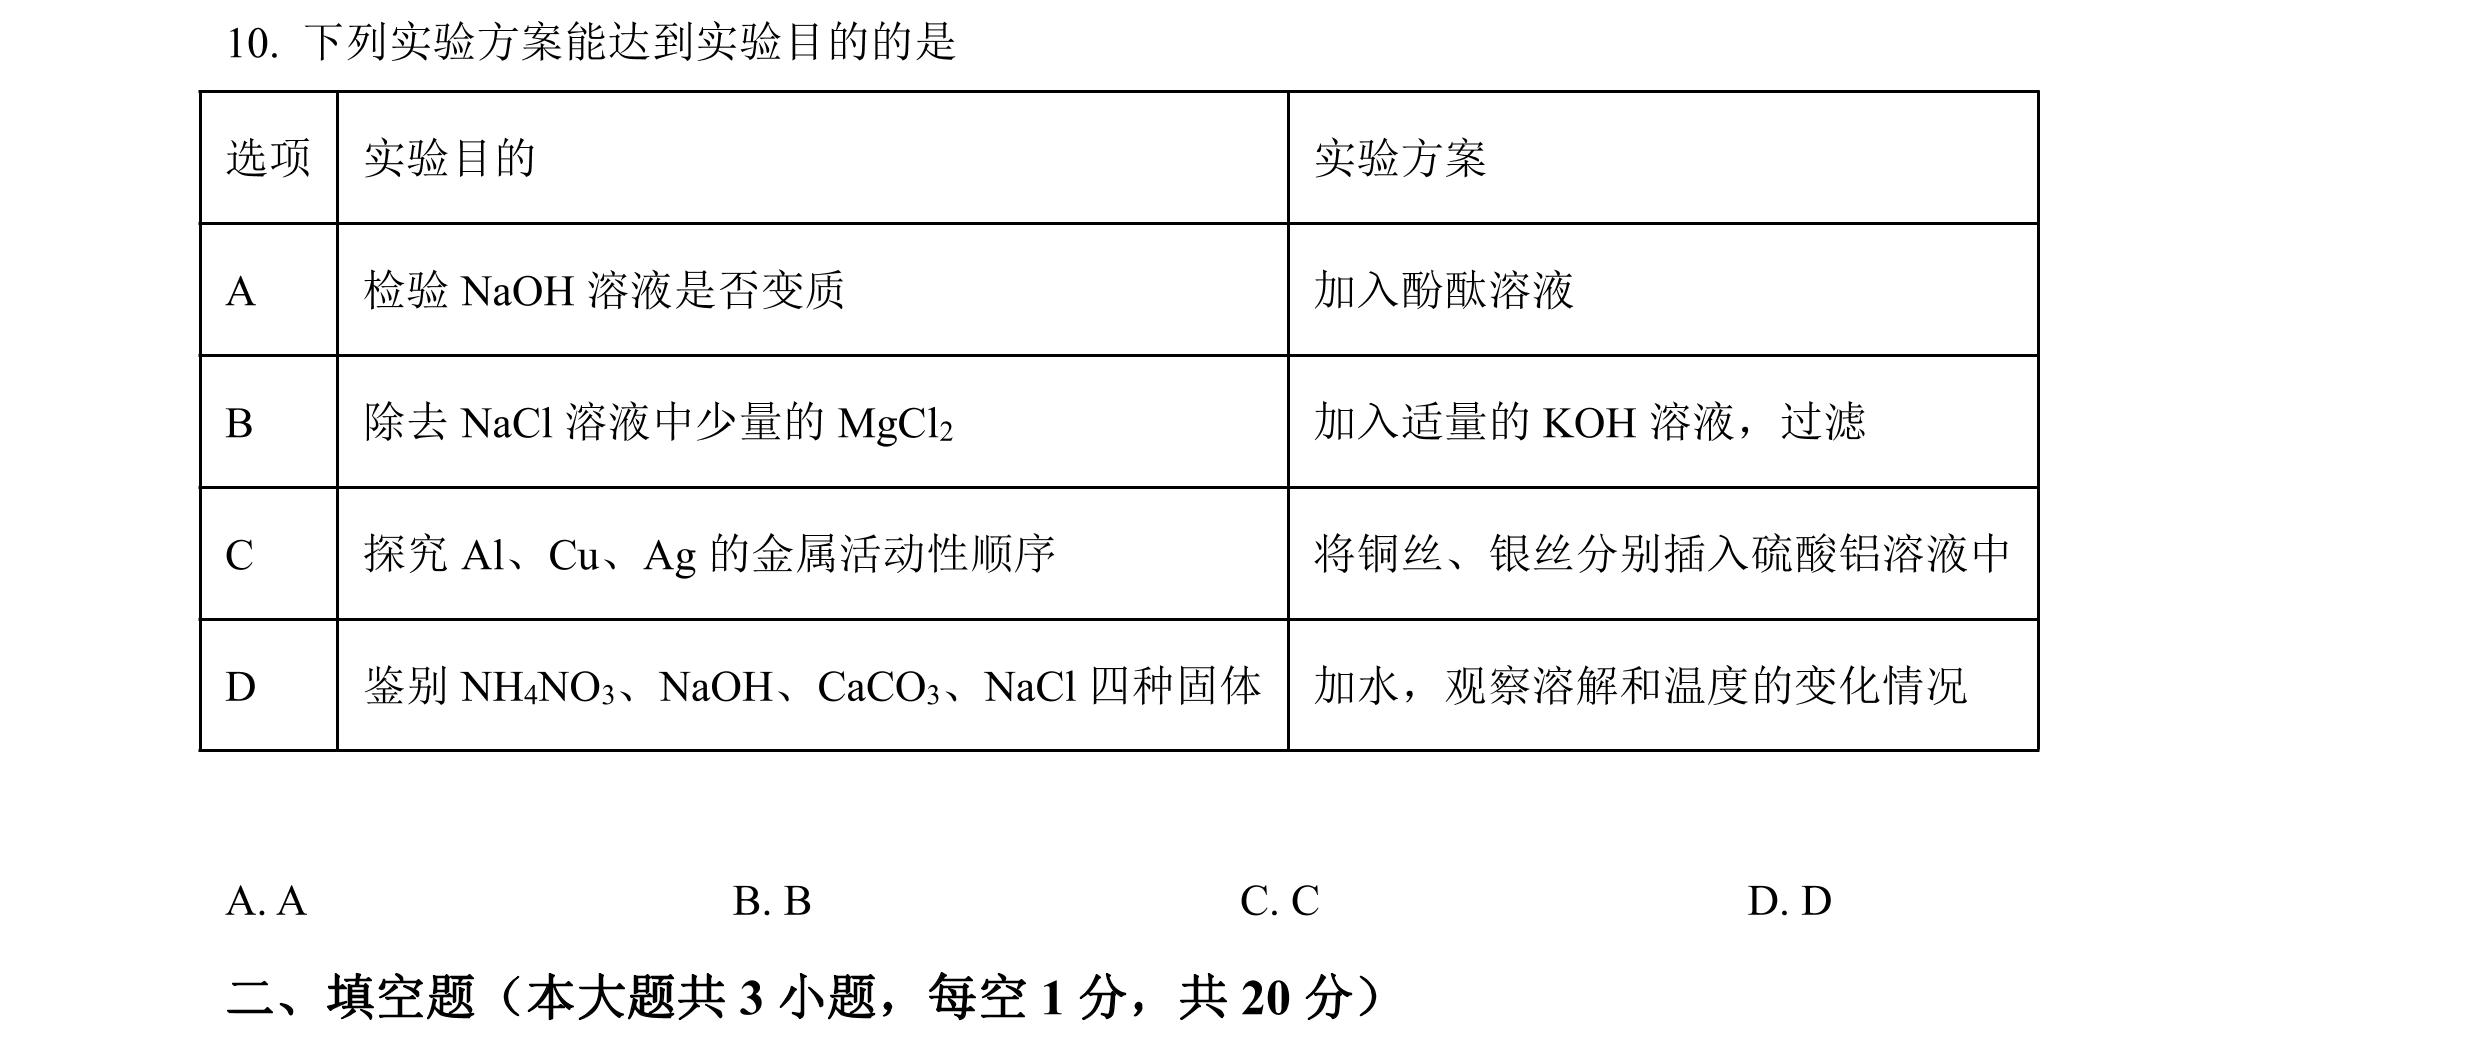 10. 下列实验方案能达到实验目的的是
选项 实验目的 实验方案
A 检验 NaOH 溶液是否变质 加入酚酞溶液
B 除去 NaCl 溶液中少量的 MgCl₂ 加入适量的 KOH 溶液，过滤
C 探究 Al、Cu、Ag 的金属活动性顺序 将铜丝、银丝分别插入硫酸铝溶液中
D 鉴别 NH₄NO₃、NaOH、CaCO₃、NaCl 四种固体 加水，观察溶解和温度的变化情况
A. A B. B C. C D. D
二、填空题（本大题共 3 小题，每空 1 分，共 20 分）